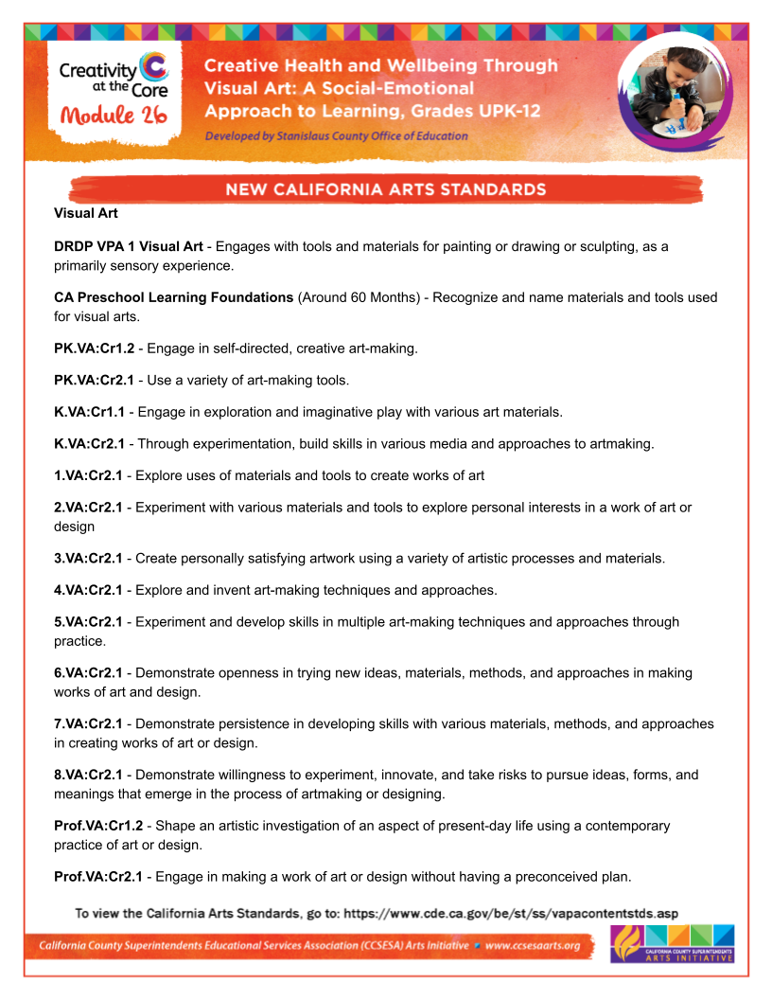 Creativity
at the
Core
Module 26
Creative Health and Wellbeing Through
Visual Art: A Social-Emotional
Approach to Learning, Grades UPK-12
Developed by Stanislaus County Office of Education
NEW CALIFORNIA ARTS STANDARDS
Visual Art
DRDP VPA 1 Visual Art - Engages with tools and materials for painting or drawing or sculpting, as a
primarily sensory experience.
CA Preschool Learning Foundations (Around 60 Months) - Recognize and name materials and tools used
for visual arts.
PK.VA:Cr1.2 - Engage in self-directed, creative art-making.
PK.VA:Cr2.1 - Use a variety of art-making tools.
K.VA:Cr1.1 - Engage in exploration and imaginative play with various art materials.
K.VA:Cr2.1 - Through experimentation, build skills in various media and approaches to artmaking.
1.VA:Cr2.1 - Explore uses of materials and tools to create works of art
2.VA:Cr2.1 - Experiment with various materials and tools to explore personal interests in a work of art or
design
3.VA:Cr2.1 - Create personally satisfying artwork using a variety of artistic processes and materials.
4.VA:Cr2.1 - Explore and invent art-making techniques and approaches.
5.VA:Cr2.1 - Experiment and develop skills in multiple art-making techniques and approaches through
practice.
6.VA:Cr2.1 - Demonstrate openness in trying new ideas, materials, methods, and approaches in making
works of art and design.
7.VA:Cr2.1 - Demonstrate persistence in developing skills with various materials, methods, and approaches
in creating works of art or design.
8.VA:Cr2.1 - Demonstrate willingness to experiment, innovate, and take risks to pursue ideas, forms, and
meanings that emerge in the process of artmaking or designing.
Prof.VA:Cr1.2 - Shape an artistic investigation of an aspect of present-day life using a contemporary
practice of art or design.
Prof.VA:Cr2.1 - Engage in making a work of art or design without having a preconceived plan.
To view the California Arts Standards, go to: https://www.cde.ca.gov/be/st/ss/vapacontentstds.asp
California County Superintendents Educational Services Association (CCSESA) Arts Initiative • www.ccsesaarts.org
CALIFORNIA COUNTY SUPERINTENDENTS
ARTS INITIATIVE